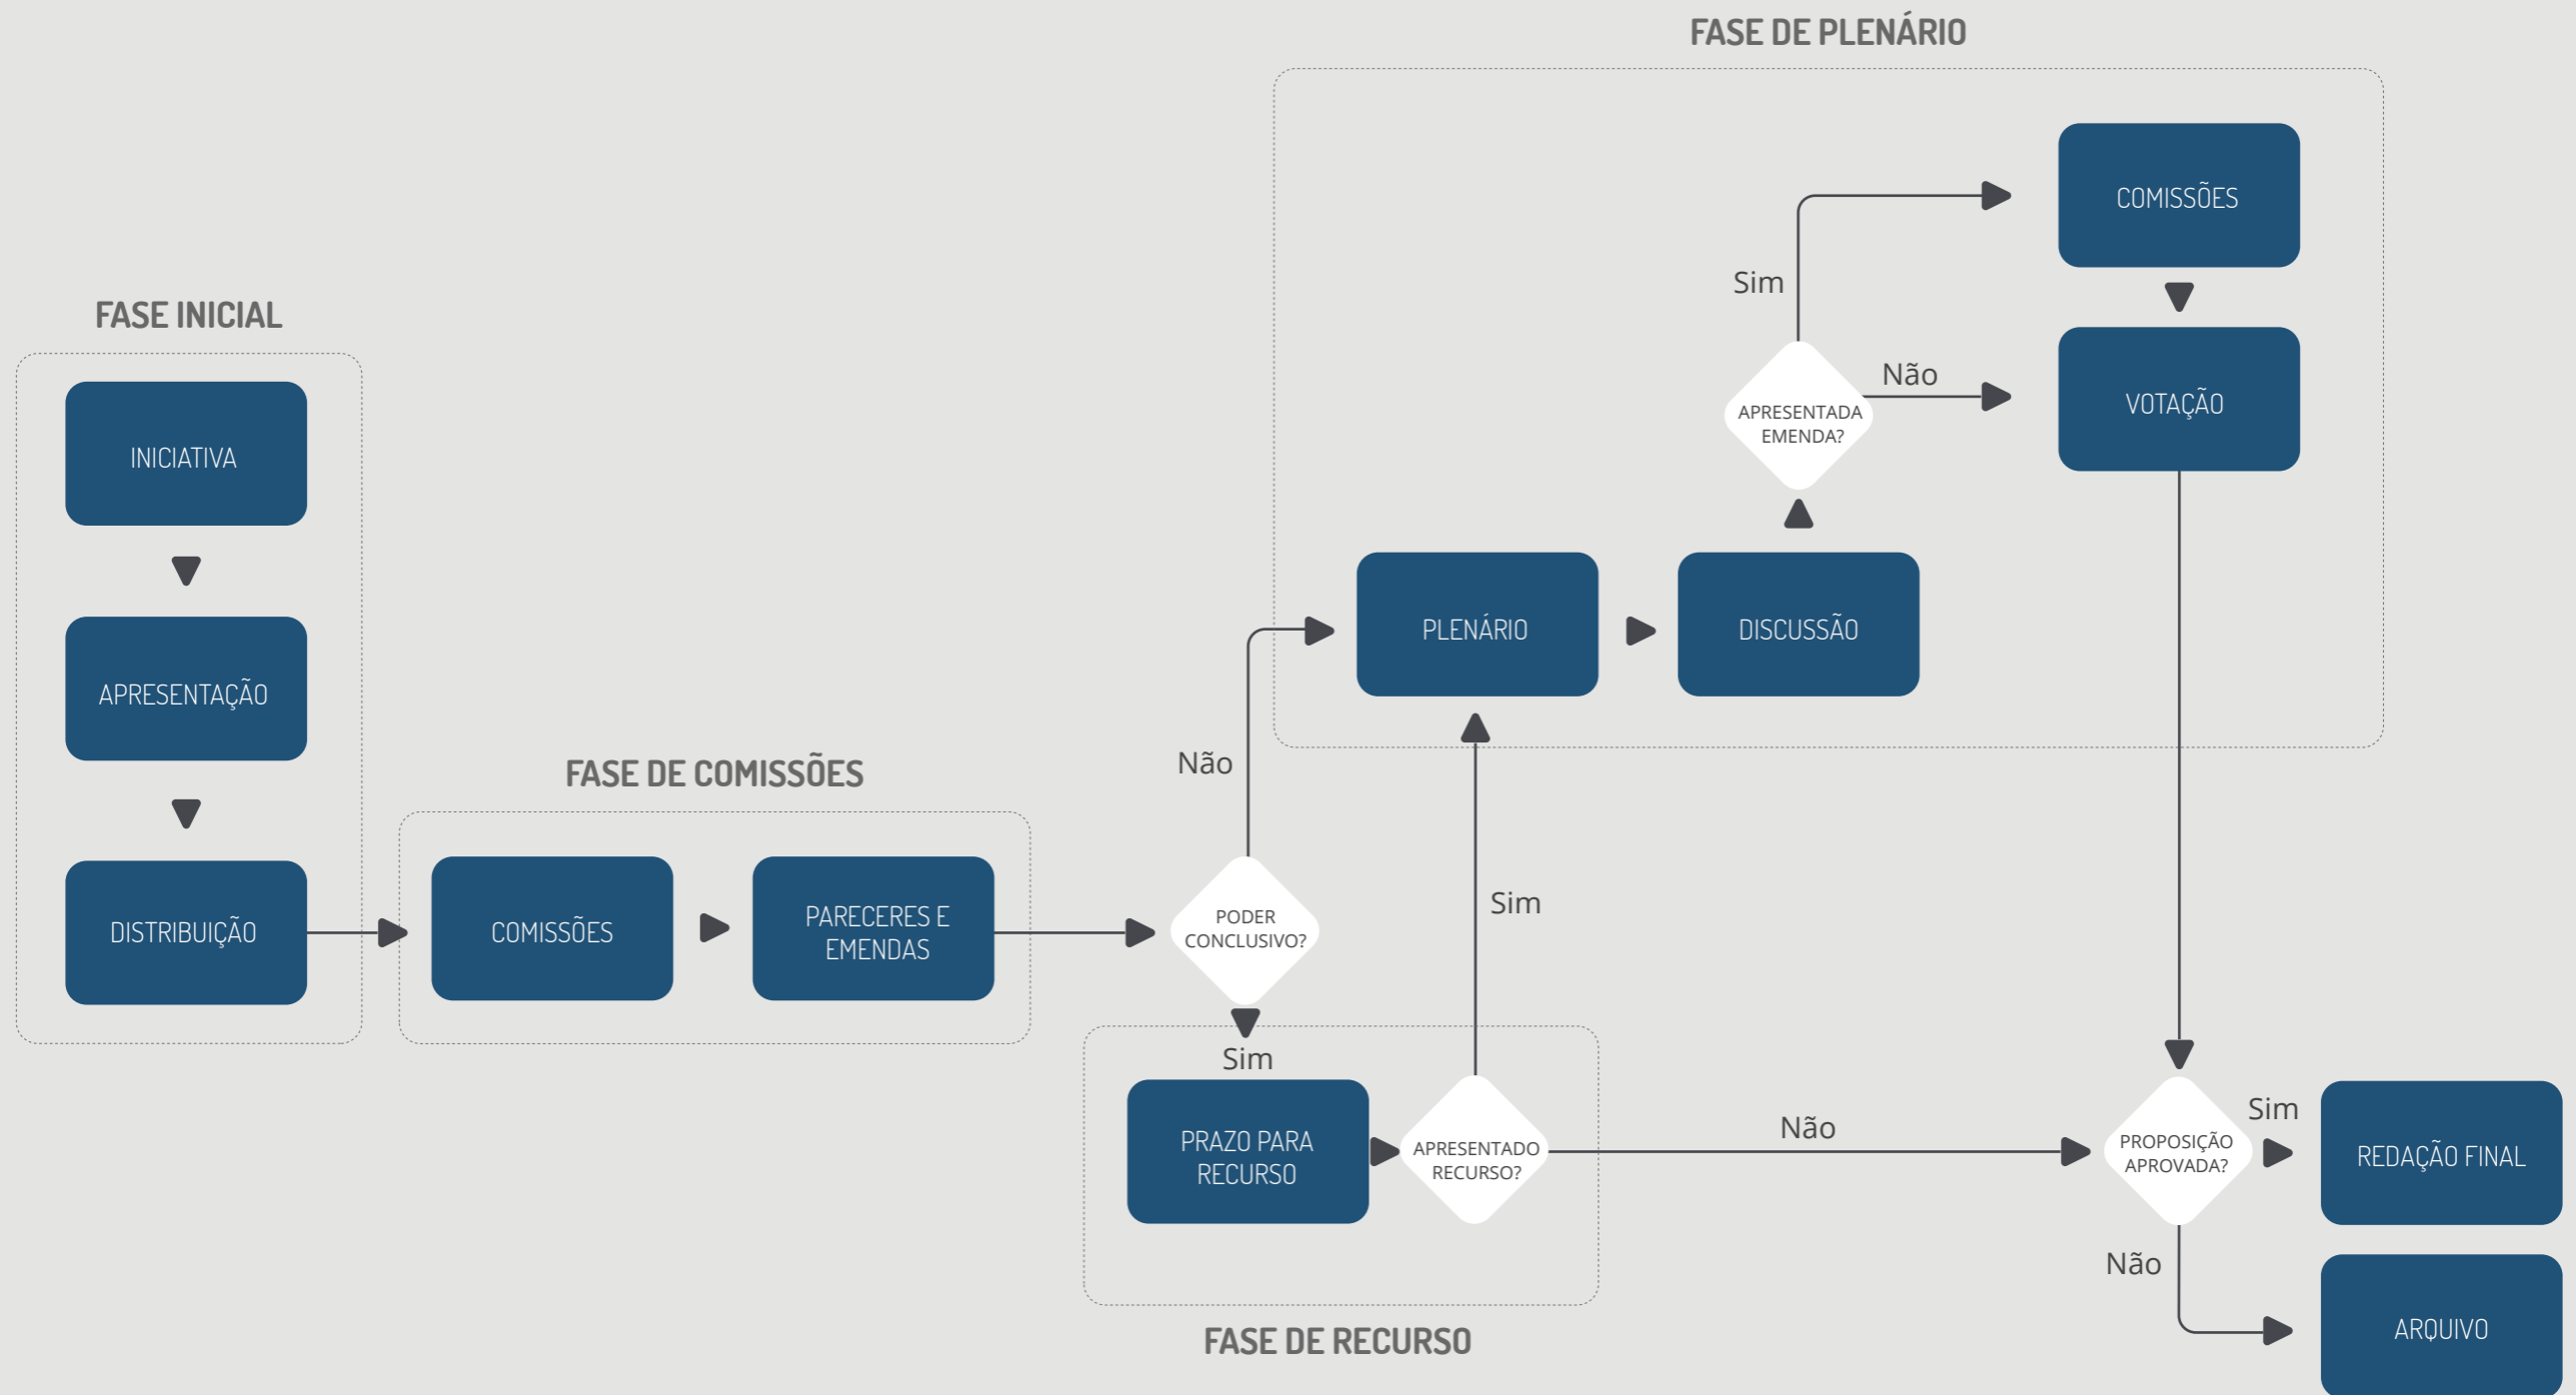 FASE DE PLENÁRIO
COMISSÕES
Sim
FASE INICIAL
Não
VOTAÇÃO
APRESENTADA
EMENDA?
INICIATIVA
PLENÁRIO
DISCUSSÃO
APRESENTAÇÃO
Não
FASE DE COMISSÕES
Sim
DISTRIBUIÇÃO
COMISSÕES
PARECERES E
EMENDAS
PODER
CONCLUSIVO?
Sim
PRAZO PARA
RECURSO
APRESENTADO
RECURSO?
Não
PROPOSIÇÃO
APROVADA?
Sim
REDAÇÃO FINAL
Não
ARQUIVO
FASE DE RECURSO